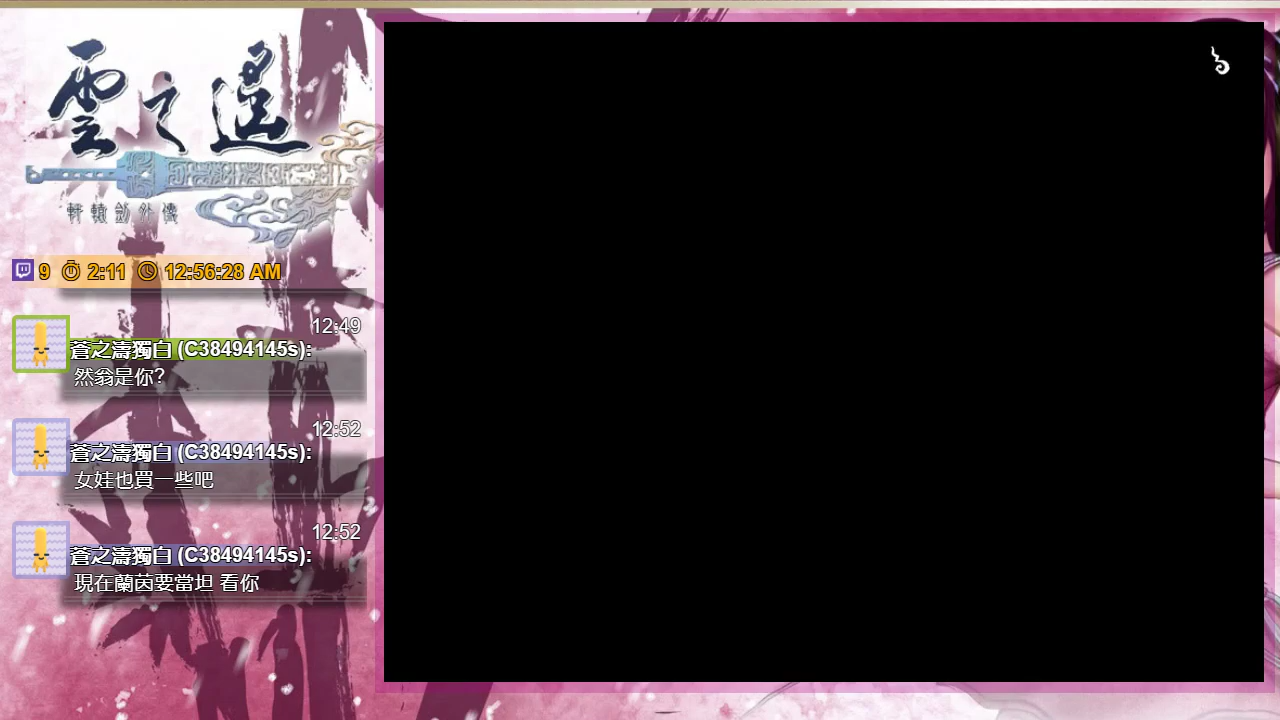 雲之遙
軒轅劍外傳
9 2:11 12:56:28 AM
12:49
蒼之濤獨白 (C38494145s):
然翁是你?
12:52
蒼之濤獨白 (C38494145s):
女娃也買一些吧
12:52
蒼之濤獨白 (C38494145s):
現在蘭茵要當坦 看你